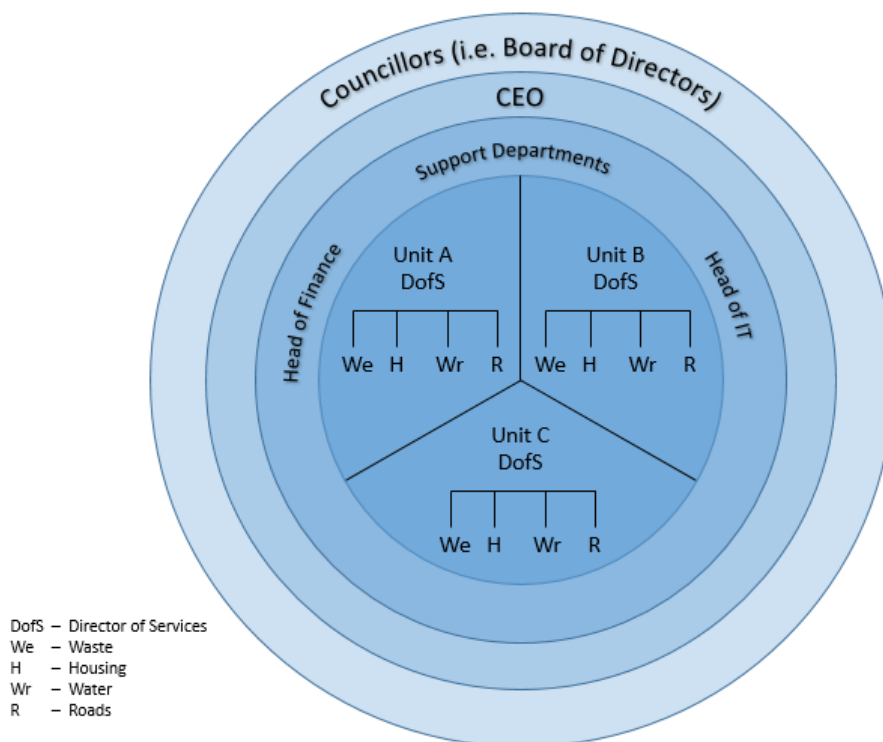 Councillors (i.e. Board of Directors)
CEO
Support Departments
Head of Finance
Head of IT
Unit A
DofS
We H Wr R
Unit B
DofS
We H Wr R
Unit C
DofS
We H Wr R
DofS – Director of Services
We – Waste
H – Housing
Wr – Water
R – Roads